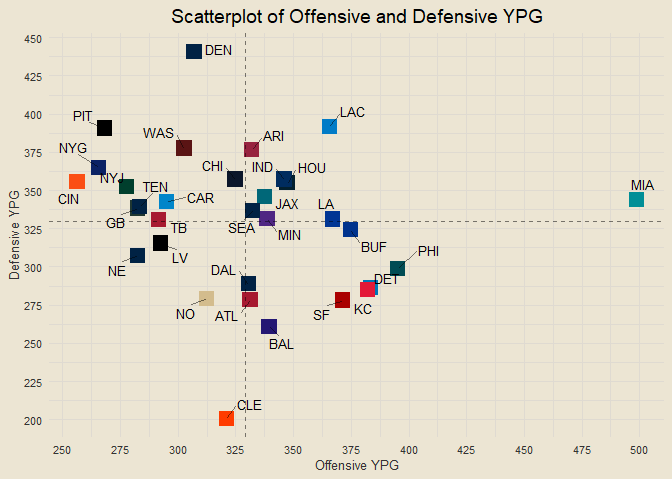 Scatterplot of Offensive and Defensive YPG
450
DEN
425
400
PIT
LAC
WAS
ARI
375
NYG
CHI
IND
HOU
NYJ
TEN
MIA
350
CIN
CAR
JAX
LA
GB
TB
SEA
MIN
325
BUF
PHI
LV
300
NE
DAL
DET
275
NO
ATL
SF
KC
250
BAL
225
CLE
200
250
275
300
325
350
375
400
425
450
475
500
Offensive YPG
Defensive YPG